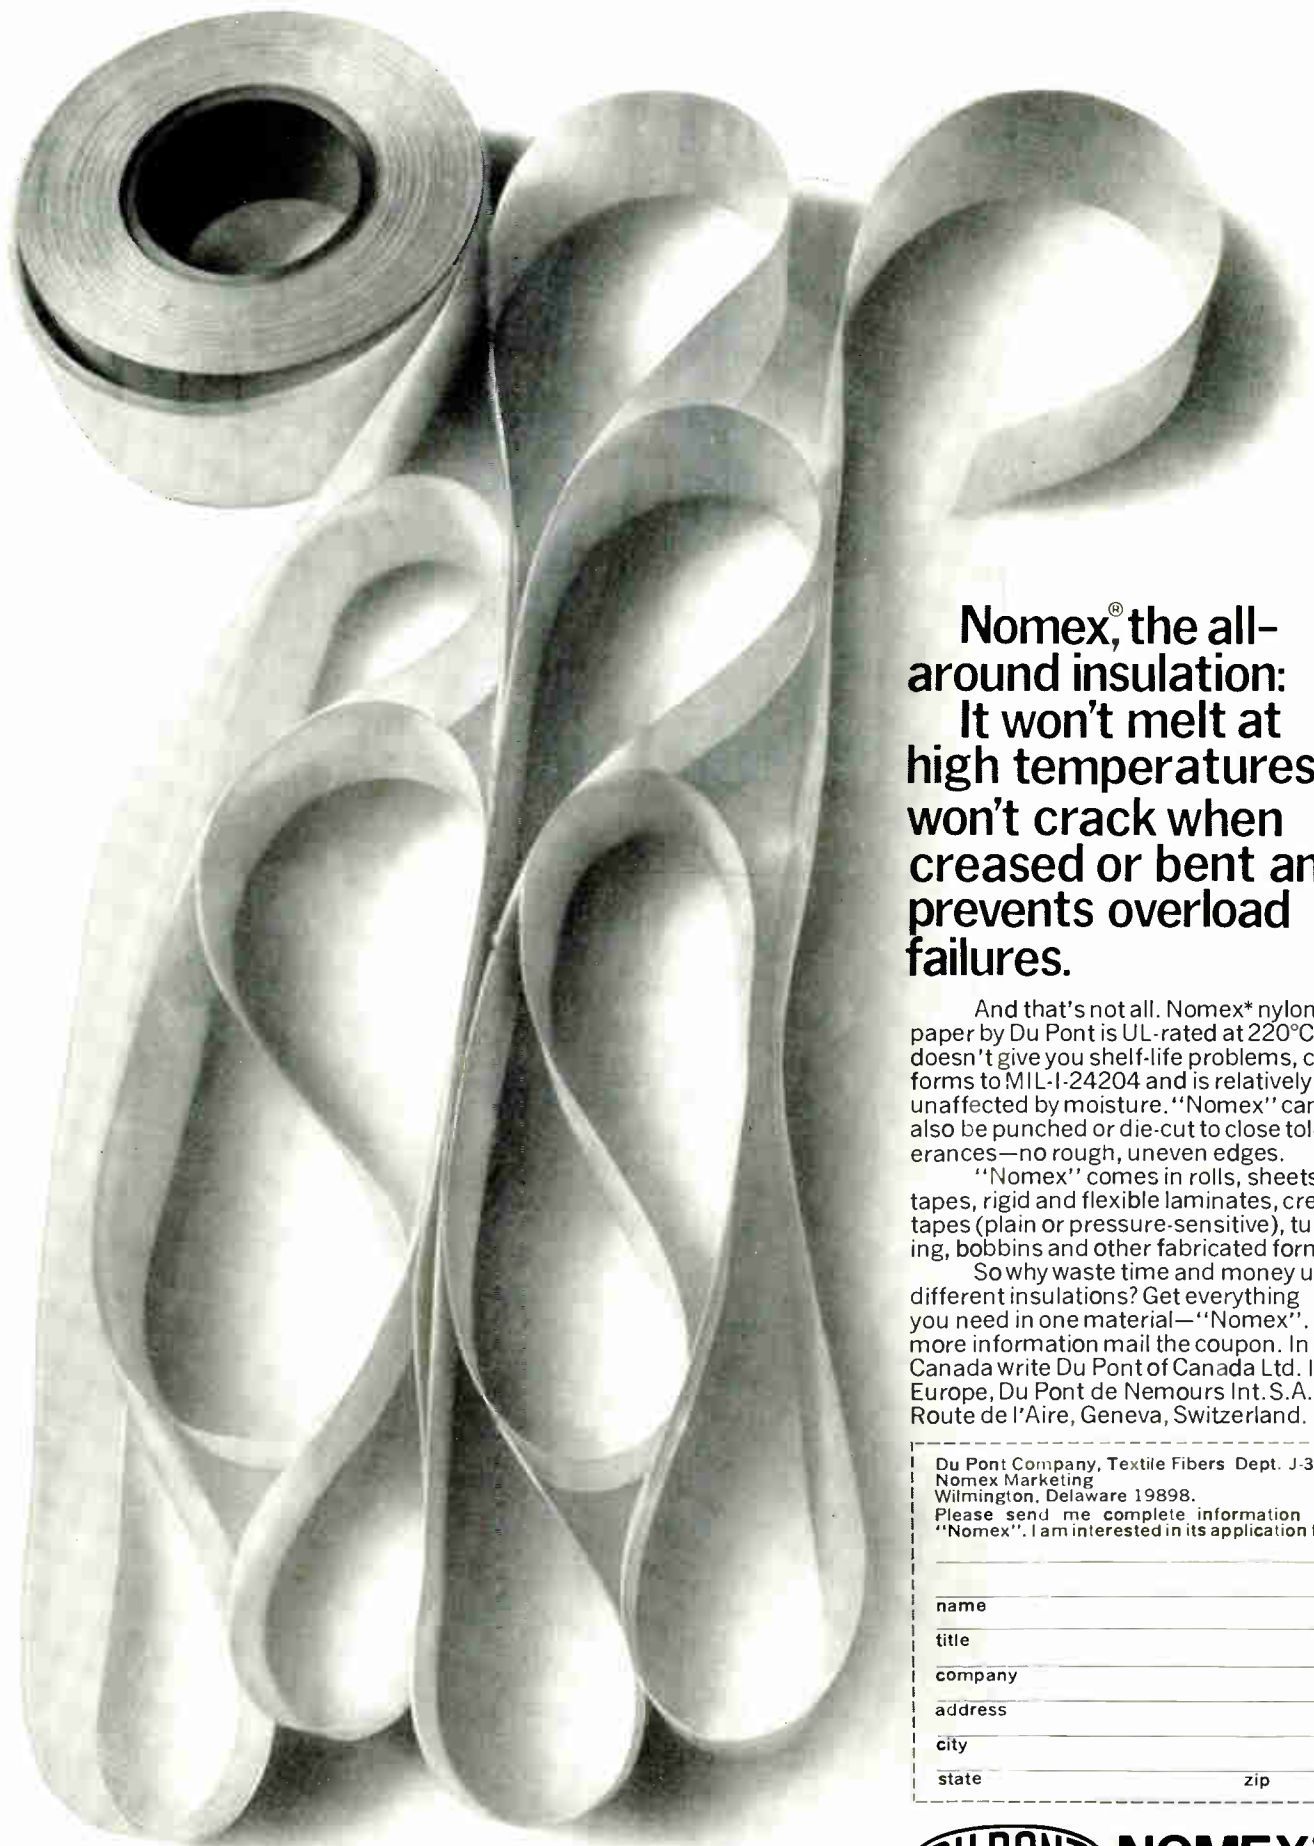 Nomex,® the all-
around insulation:
It won't melt at
high temperatures
won't crack when
creased or bent an
prevents overload
failures.
And that's not all. Nomex* nylon
paper by Du Pont is UL-rated at 220°C
doesn't give you shelf-life problems, c
forms to MIL-I-24204 and is relatively
unaffected by moisture. "Nomex" can
also be punched or die-cut to close tol
erances—no rough, uneven edges.
"Nomex" comes in rolls, sheets
tapes, rigid and flexible laminates, cre
tapes (plain or pressure-sensitive), tu
ing, bobbins and other fabricated forn
So why waste time and money u
different insulations? Get everything
you need in one material—"Nomex".
more information mail the coupon. In
Canada write Du Pont of Canada Ltd. I
Europe, Du Pont de Nemours Int. S.A.
Route de l'Aire, Geneva, Switzerland.
Du Pont Company, Textile Fibers Dept. J-3
Nomex Marketing
Wilmington, Delaware 19898.
Please send me complete information
"Nomex". I am interested in its application f
name
title
company
address
city
state zip
DU PONT NOMEX